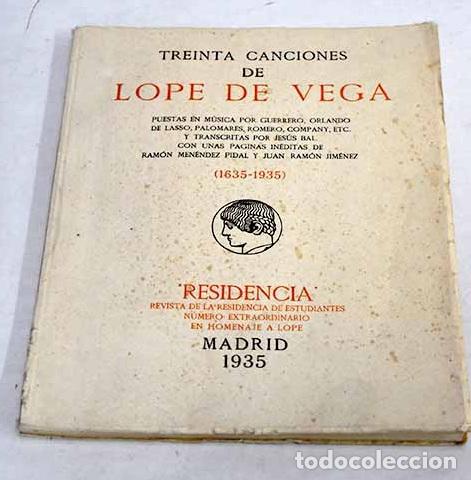 TREINTA CANCIONES
DE
LOPE DE VEGA
PUESTAS EN MÚSICA POR GUERRERO, ORLANDO
DE LASSO, PALOMARES, ROMERO, COMPANY, ETC.
Y TRANSCRITAS POR JESÚS BAL
CON UNAS PAGINAS INÉDITAS DE
RAMÓN MENÉNDEZ PIDAL Y JUAN RAMÓN JIMÉNEZ
(1635-1935)
"RESIDENCIA"
REVISTA DE LA RESIDENCIA DE ESTUDIANTES
NÚMERO EXTRAORDINARIO
EN HOMENAJE A LOPE
MADRID
1935
todocoleccion